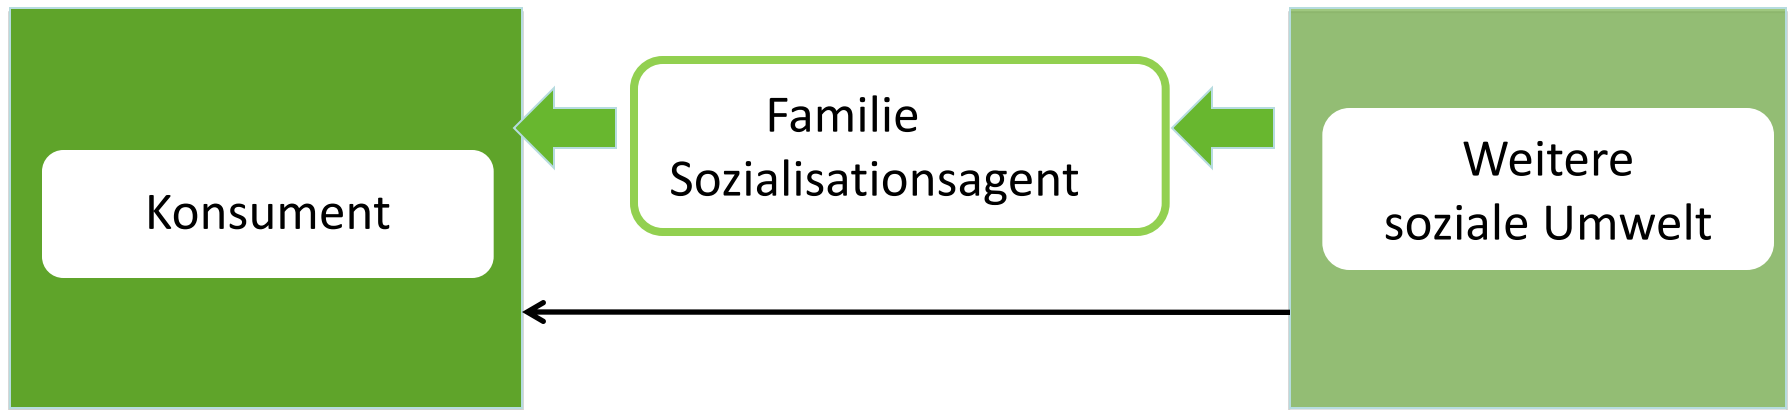 Konsument
Familie
Sozialisationsagent
Weitere
soziale Umwelt